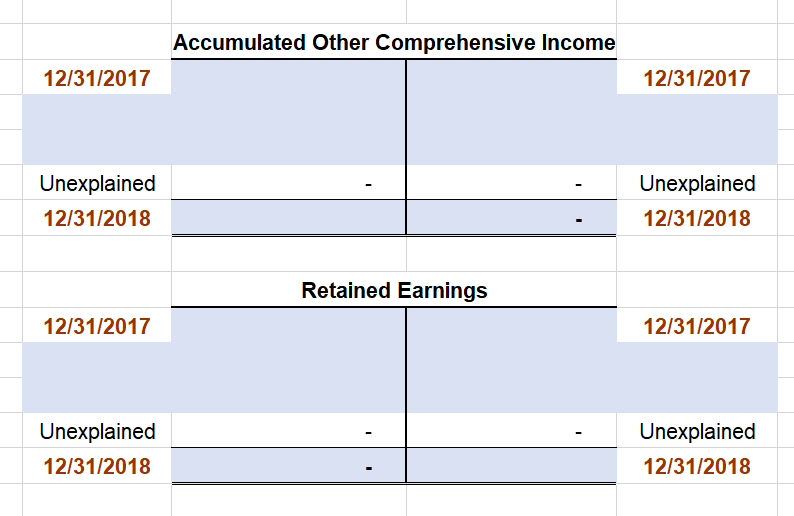 Accumulated Other Comprehensive Income
12/31/2017 12/31/2017
Unexplained - - Unexplained
12/31/2018 - 12/31/2018
Retained Earnings
12/31/2017 12/31/2017
Unexplained - - Unexplained
12/31/2018 - 12/31/2018